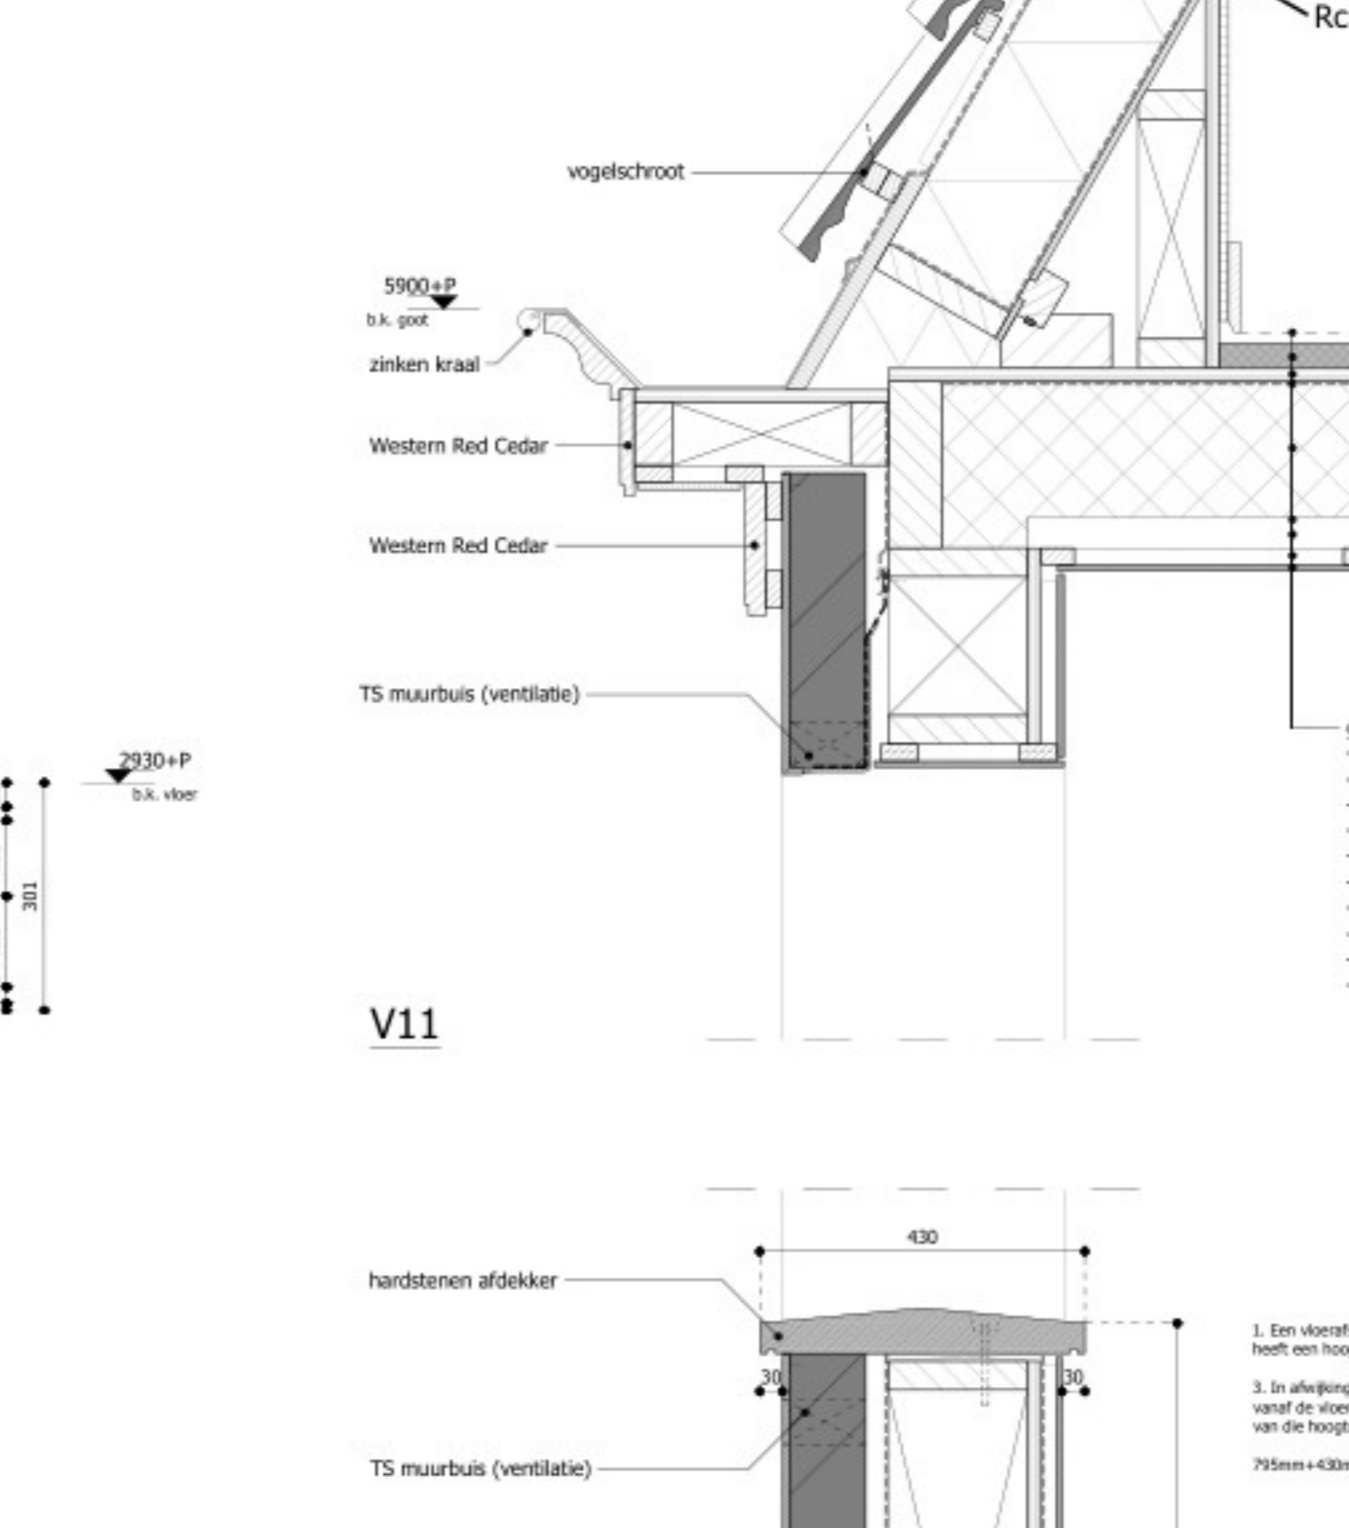 Rc
vogelschroot
5900+P
b.k. goot
zinken kraal
Western Red Cedar
Western Red Cedar
TS muurbuis (ventilatie)
2930+P
b.k. vloer
301
V11
430
hardstenen afdekker
30
30
TS muurbuis (ventilatie)
1. Een vloeraf
heeft een hoo
3. In afwijking
vanaf de vloer
van die hoogt
795mm+430m